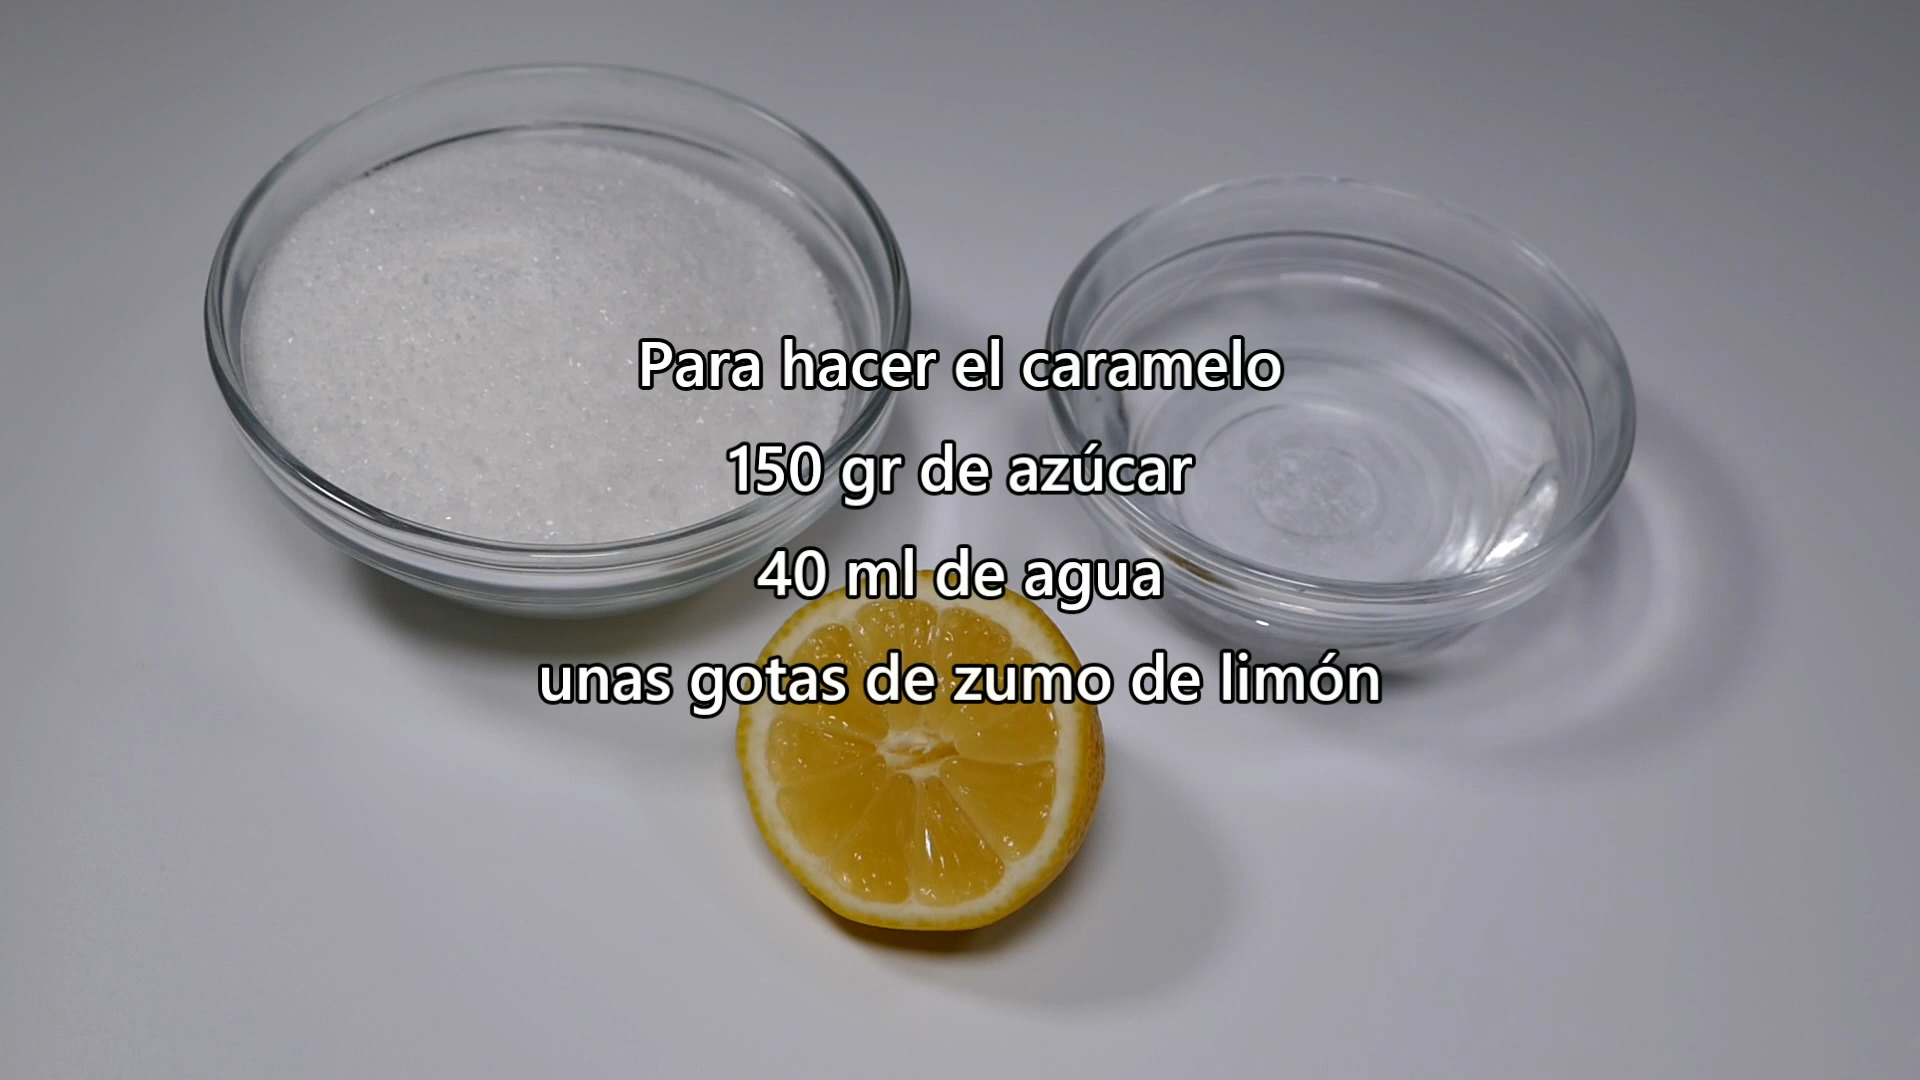 Para hacer el caramelo
150 gr de azúcar
40 ml de agua
unas gotas de zumo de limón